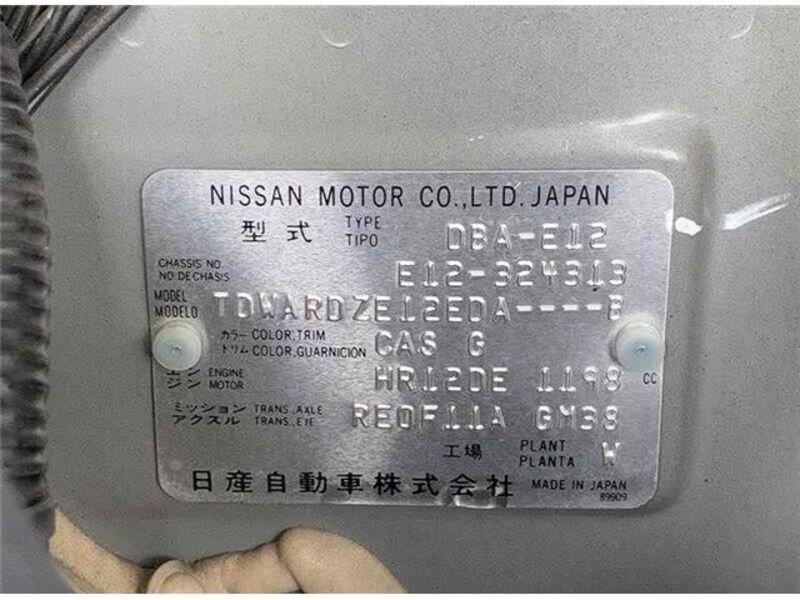 NISSAN MOTOR CO.,LTD. JAPAN
型式 TYPE TIPO DBA-E12
CHASSIS NO. NO.DE CHASIS E12-324313
MODEL MODELO TDWARDZE12EDA----B
カラー COLOR,TRIM トリム COLOR,GUARNICION CAS G
エンジン ENGINE MOTOR HR12DE 1198 CC
ミッション TRANS.,AXLE アクスル TRANS.,EJE RE0F11A GM38
工場 PLANT PLANTA W
日産自動車株式会社 MADE IN JAPAN
89909